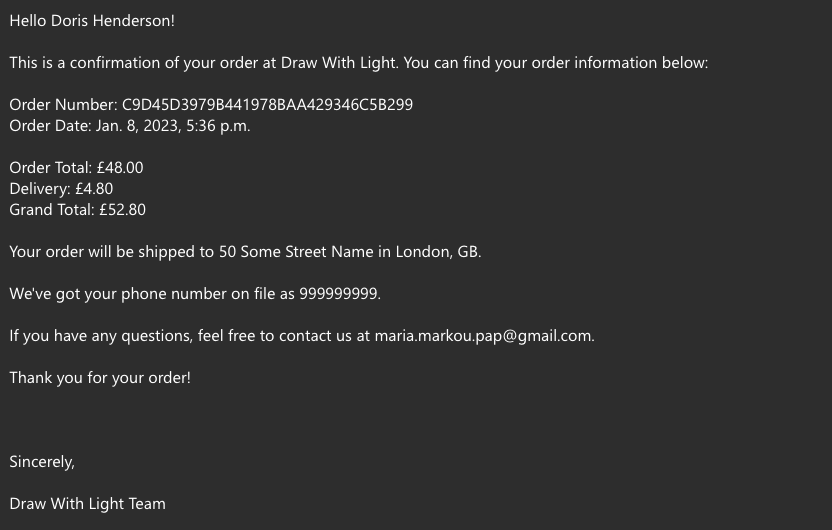 Hello Doris Henderson!
This is a confirmation of your order at Draw With Light. You can find your order information below:
Order Number: C9D45D3979B441978BAA429346C5B299
Order Date: Jan. 8, 2023, 5:36 p.m.
Order Total: £48.00
Delivery: £4.80
Grand Total: £52.80
Your order will be shipped to 50 Some Street Name in London, GB.
We've got your phone number on file as 999999999.
If you have any questions, feel free to contact us at maria.markou.pap@gmail.com.
Thank you for your order!
Sincerely,
Draw With Light Team